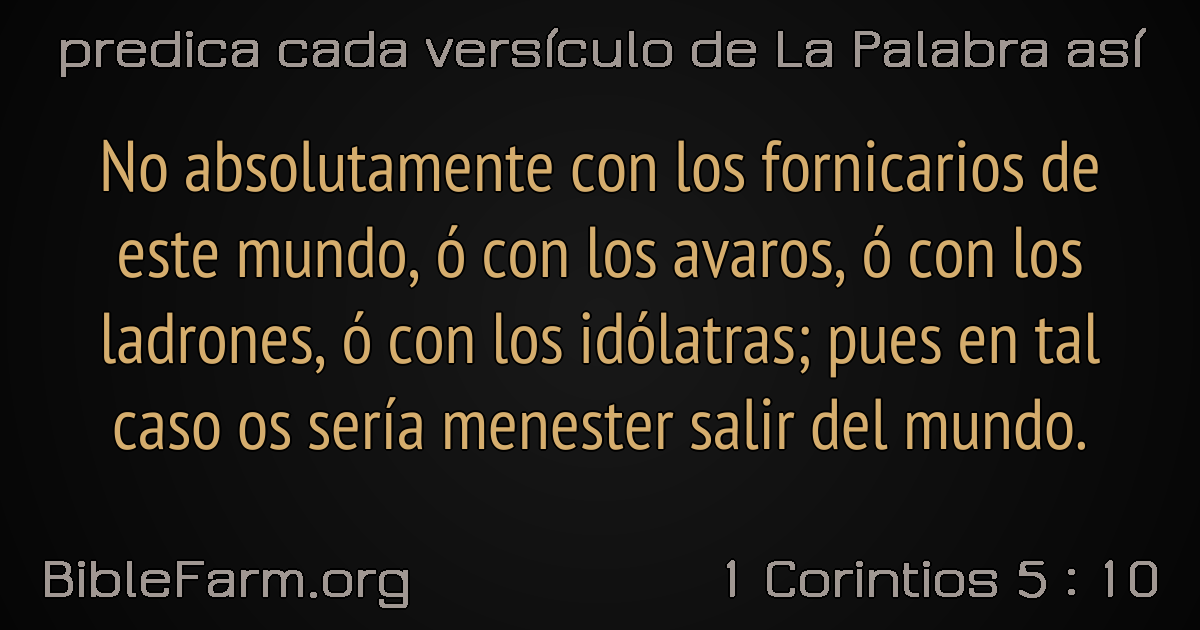 predica cada versículo de La Palabra así
No absolutamente con los fornicarios de
este mundo, ó con los avaros, ó con los
ladrones, ó con los idólatras; pues en tal
caso os sería menester salir del mundo.
BibleFarm.org
1 Corintios 5 : 10